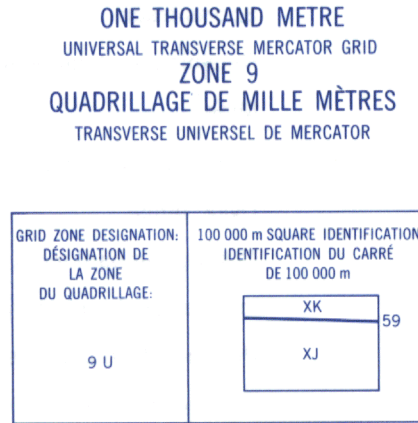 ONE THOUSAND METRE
UNIVERSAL TRANSVERSE MERCATOR GRID
ZONE 9
QUADRILLAGE DE MILLE MÈTRES
TRANSVERSE UNIVERSEL DE MERCATOR
GRID ZONE DESIGNATION:
DÉSIGNATION DE
LA ZONE
DU QUADRILLAGE:
9 U
100 000 m SQUARE IDENTIFICATION
IDENTIFICATION DU CARRÉ
DE 100 000 m
XK
59
XJ